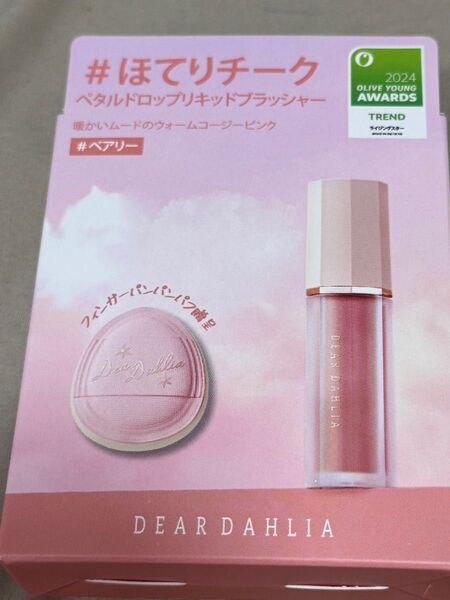 #ほてりチーク
ペタルドロップリキッドブラッシャー
暖かいムードのウォームコージーピンク
#ベアリー
2024
OLIVE YOUNG
AWARDS
TREND
ライジングスター
フィンガーパンパンパフ贈呈
Dear Dahlia
DEAR DAHLIA
DEAR DAHLIA